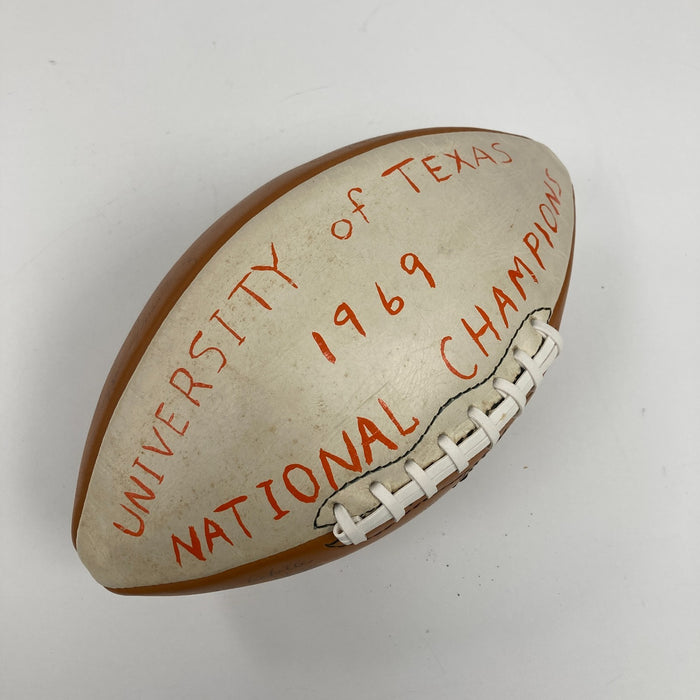 UNIVERSITY of TEXAS
1969
NATIONAL CHAMPIONS